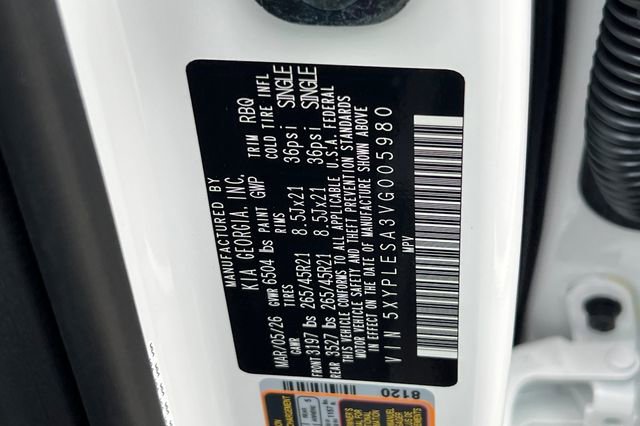 MANUFACTURED BY
KIA GEORGIA, INC.
MAR/05/26 GVWR 6504 lbs PAINT GWP TRIM RBQ
GAWR TIRES RIMS COLD TIRE INFL
FRONT 3197 lbs 265/45R21 8.5Jx21 36psi SINGLE
REAR 3527 lbs 265/45R21 8.5Jx21 36psi SINGLE
THIS VEHICLE CONFORMS TO ALL APPLICABLE U.S.A. FEDERAL
MOTOR VEHICLE SAFETY AND THEFT PREVENTION STANDARDS
IN EFFECT ON THE DATE OF MANUFACTURE SHOWN ABOVE
VIN 5XYPLESA3VG005980
MPV
8120